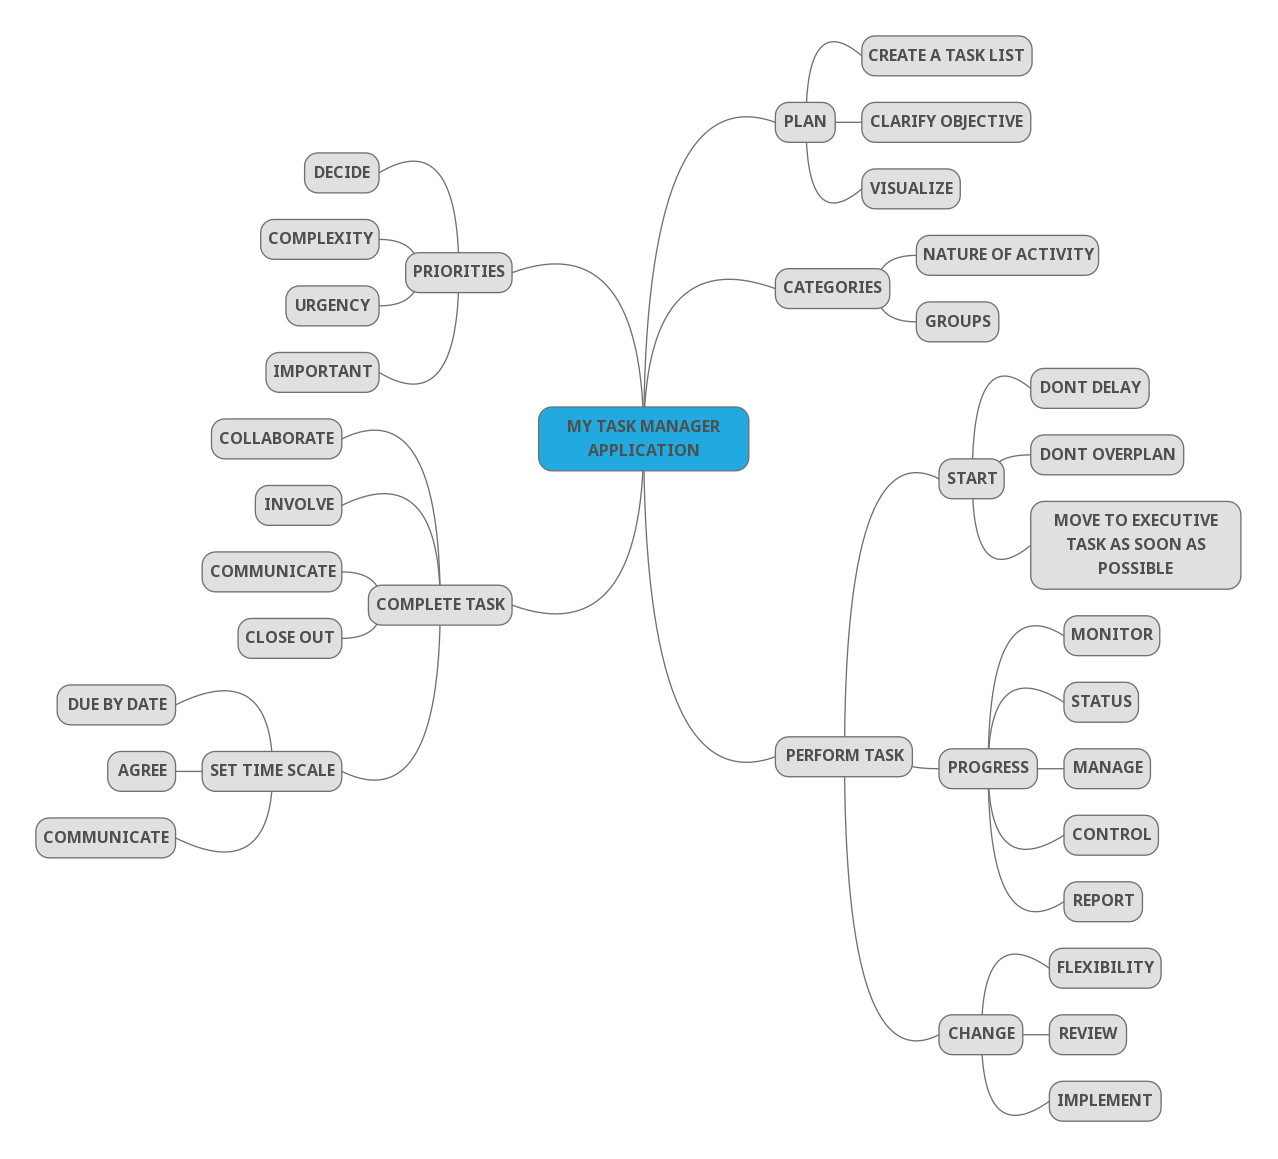 MY TASK MANAGER
APPLICATION
PLAN
CREATE A TASK LIST
CLARIFY OBJECTIVE
VISUALIZE
CATEGORIES
NATURE OF ACTIVITY
GROUPS
PERFORM TASK
START
DONT DELAY
DONT OVERPLAN
MOVE TO EXECUTIVE
TASK AS SOON AS
POSSIBLE
PROGRESS
MONITOR
STATUS
MANAGE
CONTROL
REPORT
CHANGE
FLEXIBILITY
REVIEW
IMPLEMENT
PRIORITIES
DECIDE
COMPLEXITY
URGENCY
IMPORTANT
COMPLETE TASK
COLLABORATE
INVOLVE
COMMUNICATE
CLOSE OUT
SET TIME SCALE
DUE BY DATE
AGREE
COMMUNICATE